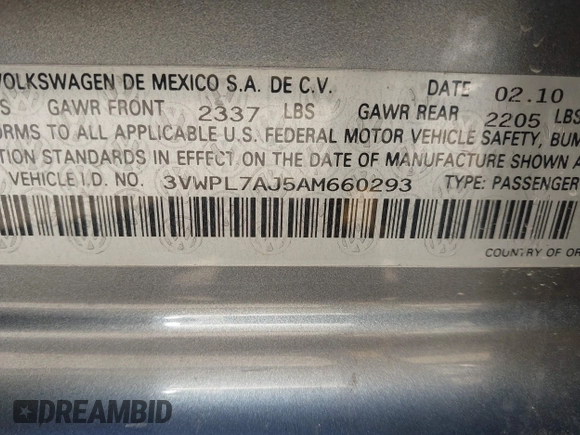 VOLKSWAGEN DE MEXICO S.A. DE C.V. DATE 02.10
GAWR FRONT 2337 LBS GAWR REAR 2205 LBS
TO ALL APPLICABLE U.S. FEDERAL MOTOR VEHICLE SAFETY,
STANDARDS IN EFFECT ON THE DATE OF MANUFACTURE SHOWN
VEHICLE I.D. NO. 3VWPL7AJ5AM660293 TYPE: PASSENGER
COUNTRY OF
DREAMBID